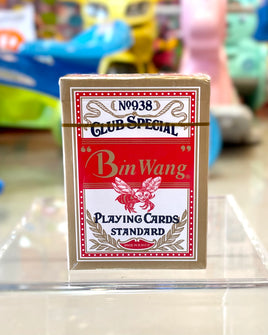 No938
CLUB SPECIAL
"Bin Wang"
PLAYING CARDS
STANDARD